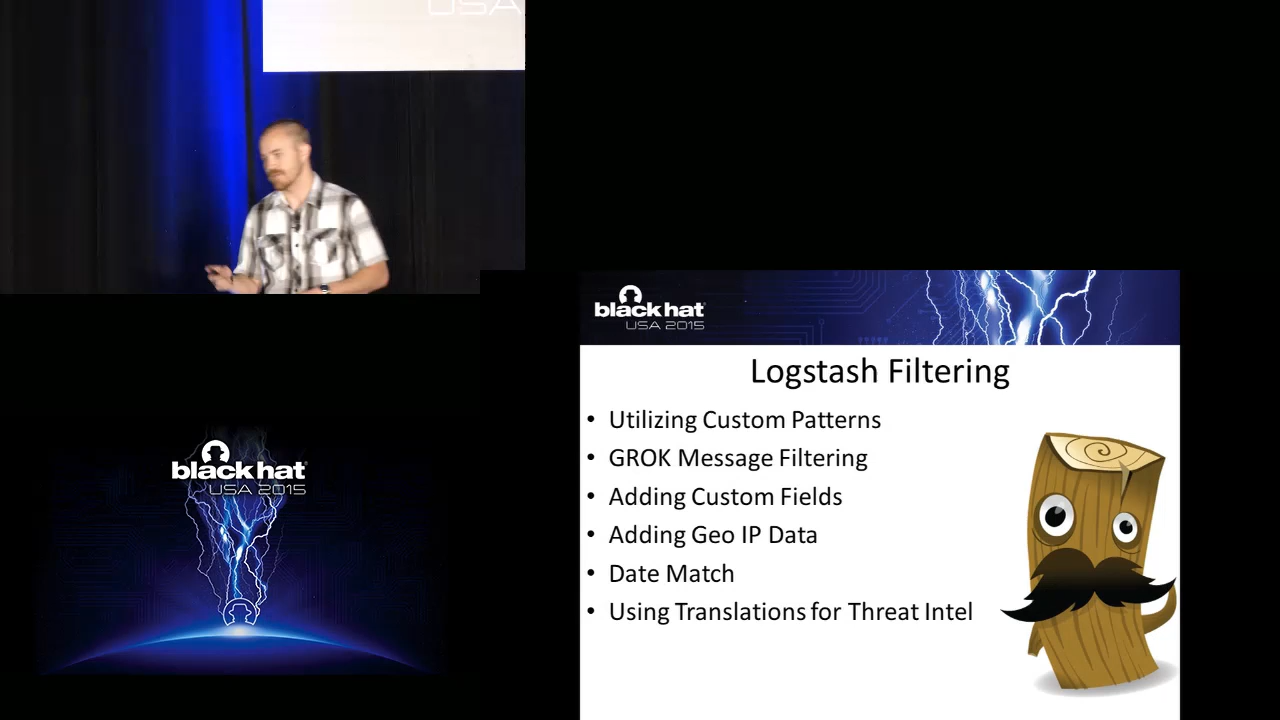 USA
black hat
USA 2015
Logstash Filtering
• Utilizing Custom Patterns
• GROK Message Filtering
• Adding Custom Fields
• Adding Geo IP Data
• Date Match
• Using Translations for Threat Intel
black hat
USA 2015